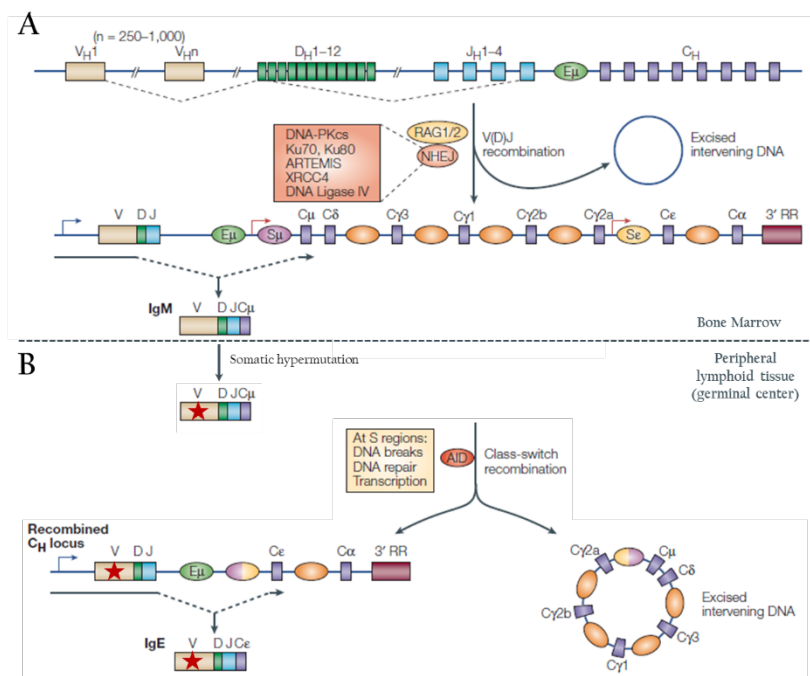 A
(n = 250–1,000)
VH1 VHn DH1–12 JH1–4 Eμ CH
DNA-PKcs
Ku70, Ku80
ARTEMIS
XRCC4
DNA Ligase IV
RAG1/2
NHEJ
V(D)J
recombination
Excised
intervening DNA
V D J Eμ Sμ Cμ Cδ Cγ3 Cγ1 Cγ2b Cγ2a Sε Cε Cα 3′ RR
V D J Cμ
IgM
Bone Marrow
B
Somatic hypermutation
Peripheral
lymphoid tissue
(germinal center)
V D J Cμ
At S regions:
DNA breaks
DNA repair
Transcription
AID
Class-switch
recombination
Recombined
CH locus
V D J Eμ Cε Cα 3′ RR
V D J Cε
IgE
Cγ2a Cμ
Cδ
Cγ2b
Cγ3
Cγ1
Excised
intervening DNA